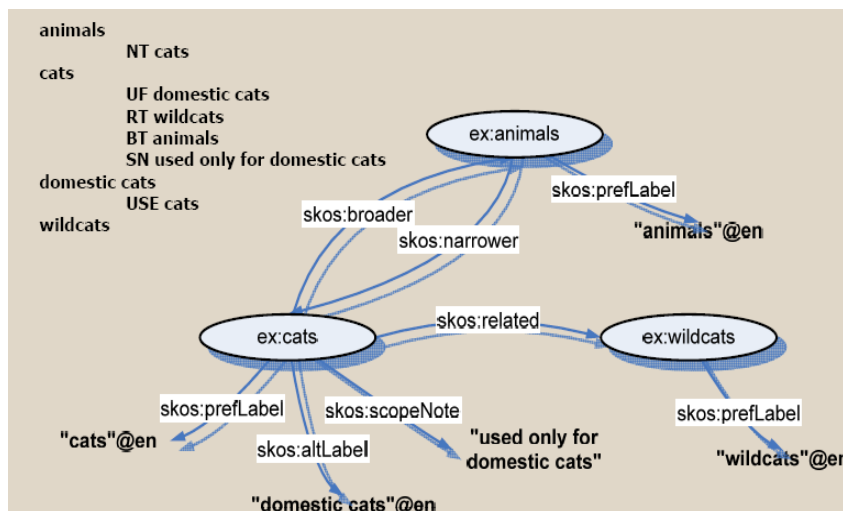 animals
NT cats
cats
UF domestic cats
RT wildcats
BT animals
SN used only for domestic cats
domestic cats
USE cats
wildcats
ex:animals
skos:prefLabel
"animals"@en
skos:broader
skos:narrower
ex:cats
skos:related
ex:wildcats
skos:prefLabel
"cats"@en
skos:altLabel
"domestic cats"@en
skos:scopeNote
"used only for
domestic cats"
skos:prefLabel
"wildcats"@en